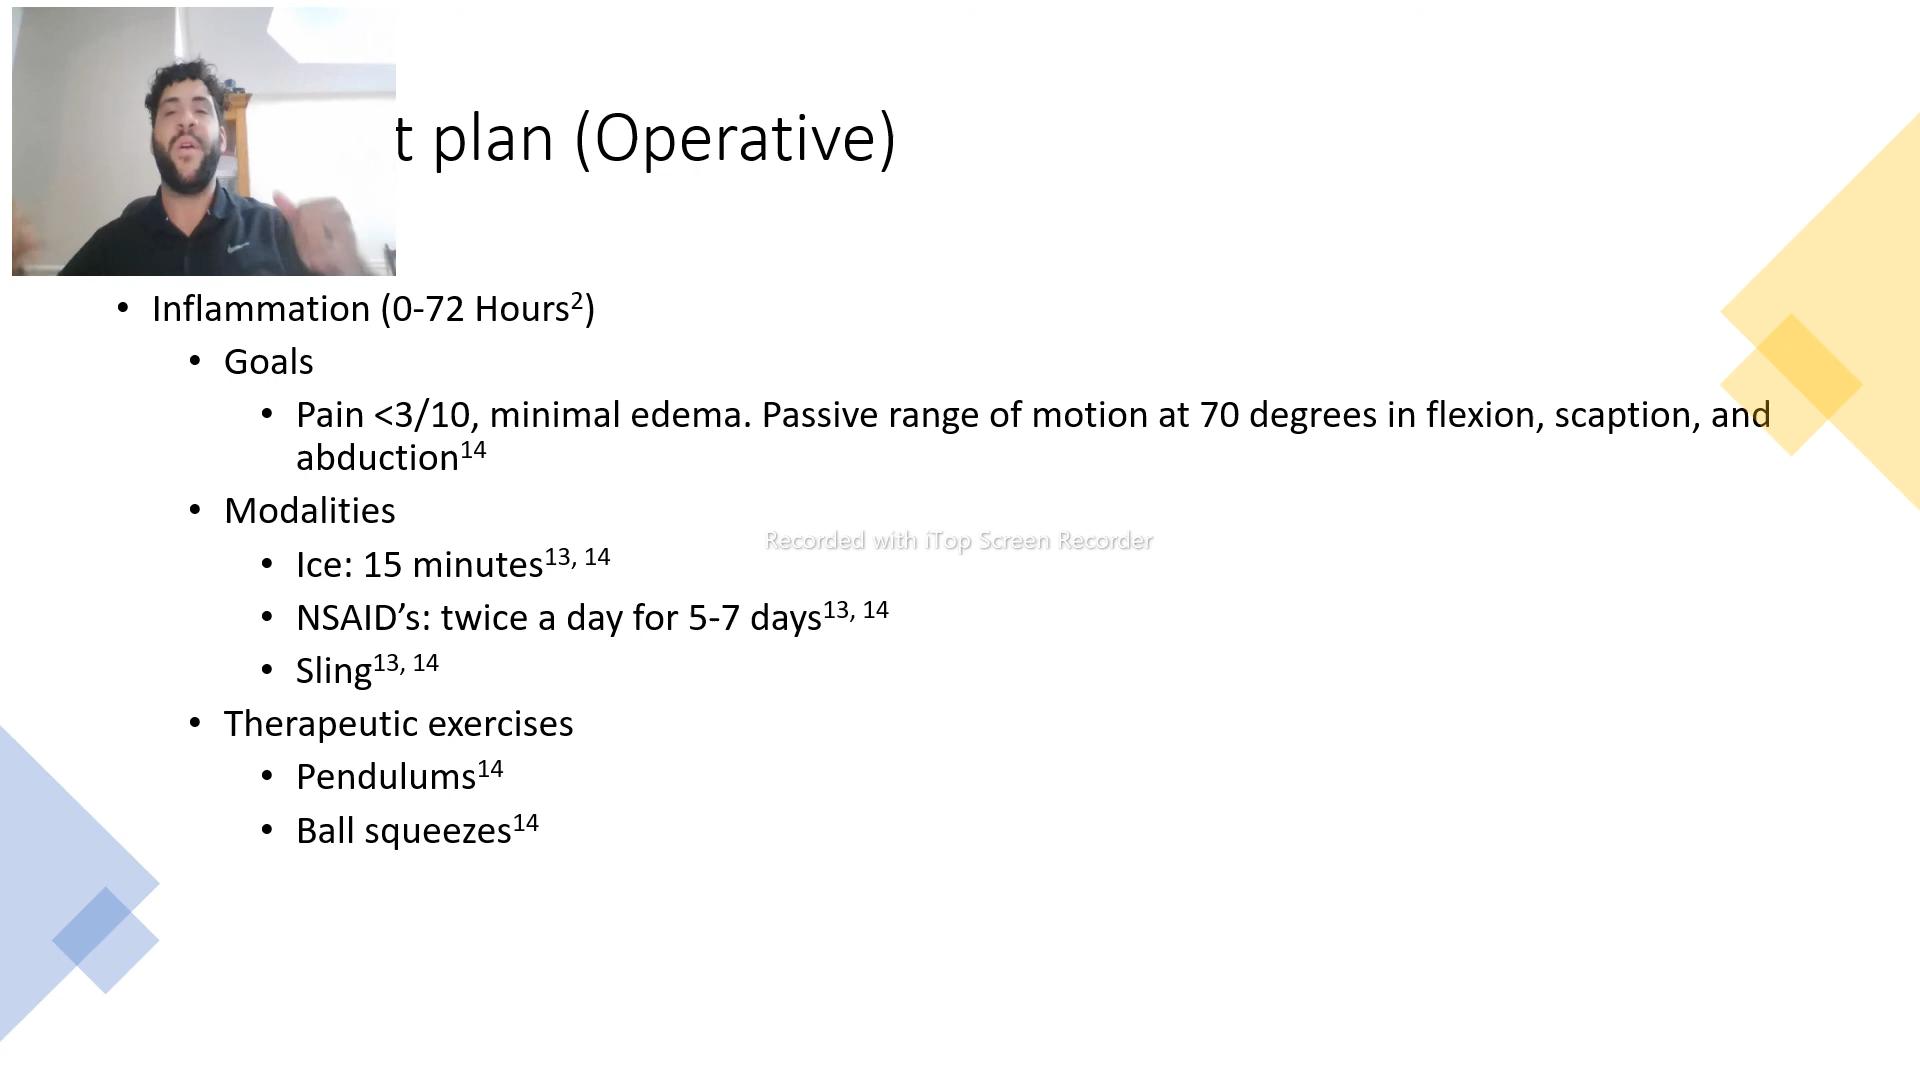 t plan (Operative)
• Inflammation (0-72 Hours²)
• Goals
• Pain <3/10, minimal edema. Passive range of motion at 70 degrees in flexion, scaption, and
abduction¹⁴
• Modalities
Recorded with iTop Screen Recorder
• Ice: 15 minutes¹³, ¹⁴
• NSAID’s: twice a day for 5-7 days¹³, ¹⁴
• Sling¹³, ¹⁴
• Therapeutic exercises
• Pendulums¹⁴
• Ball squeezes¹⁴